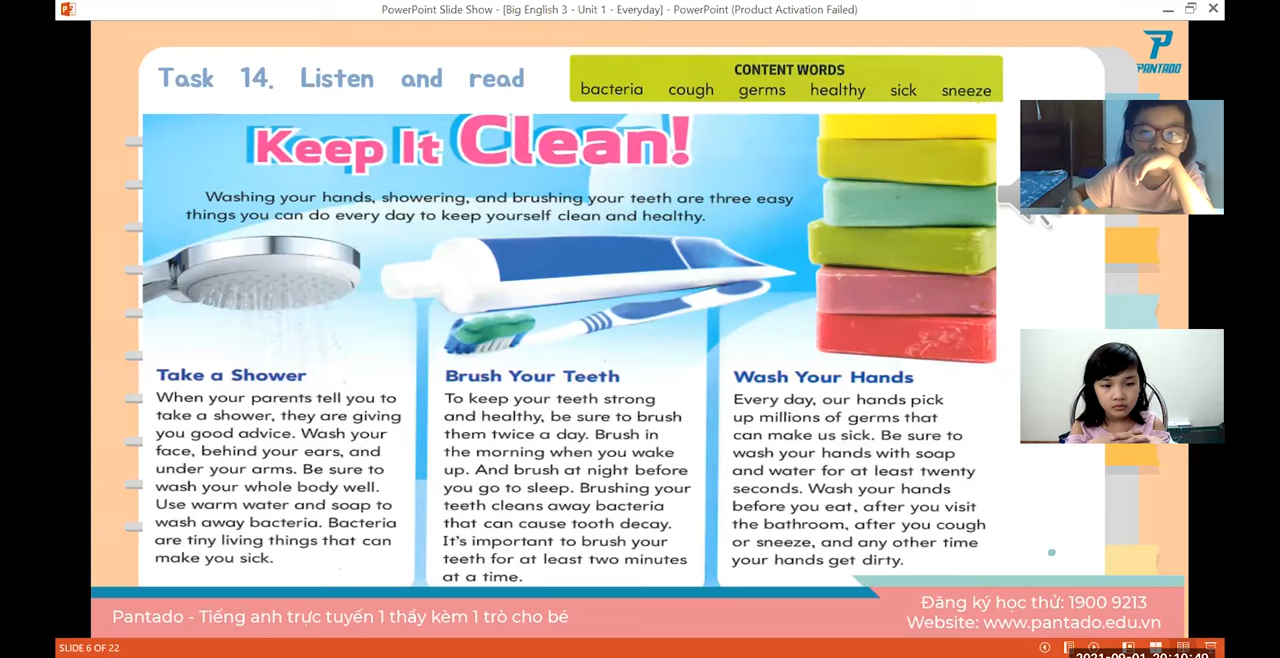 PowerPoint Slide Show - [Big English 3 - Unit 1 - Everyday] - PowerPoint (Product Activation Failed)
Task 14. Listen and read
CONTENT WORDS
bacteria cough germs healthy sick sneeze
PANTADO
Keep It Clean!
Washing your hands, showering, and brushing your teeth are three easy
things you can do every day to keep yourself clean and healthy.
Take a Shower
When your parents tell you to
take a shower, they are giving
you good advice. Wash your
face, behind your ears, and
under your arms. Be sure to
wash your whole body well.
Use warm water and soap to
wash away bacteria. Bacteria
are tiny living things that can
make you sick.
Brush Your Teeth
To keep your teeth strong
and healthy, be sure to brush
them twice a day. Brush in
the morning when you wake
up. And brush at night before
you go to sleep. Brushing your
teeth cleans away bacteria
that can cause tooth decay.
It's important to brush your
teeth for at least two minutes
at a time.
Wash Your Hands
Every day, our hands pick
up millions of germs that
can make us sick. Be sure to
wash your hands with soap
and water for at least twenty
seconds. Wash your hands
before you eat, after you visit
the bathroom, after you cough
or sneeze, and any other time
your hands get dirty.
Pantado - Tiếng anh trực tuyến 1 thầy kèm 1 trò cho bé
Đăng ký học thử: 1900 9213
Website: www.pantado.edu.vn
SLIDE 6 OF 22
2021-09-01 20:10:49